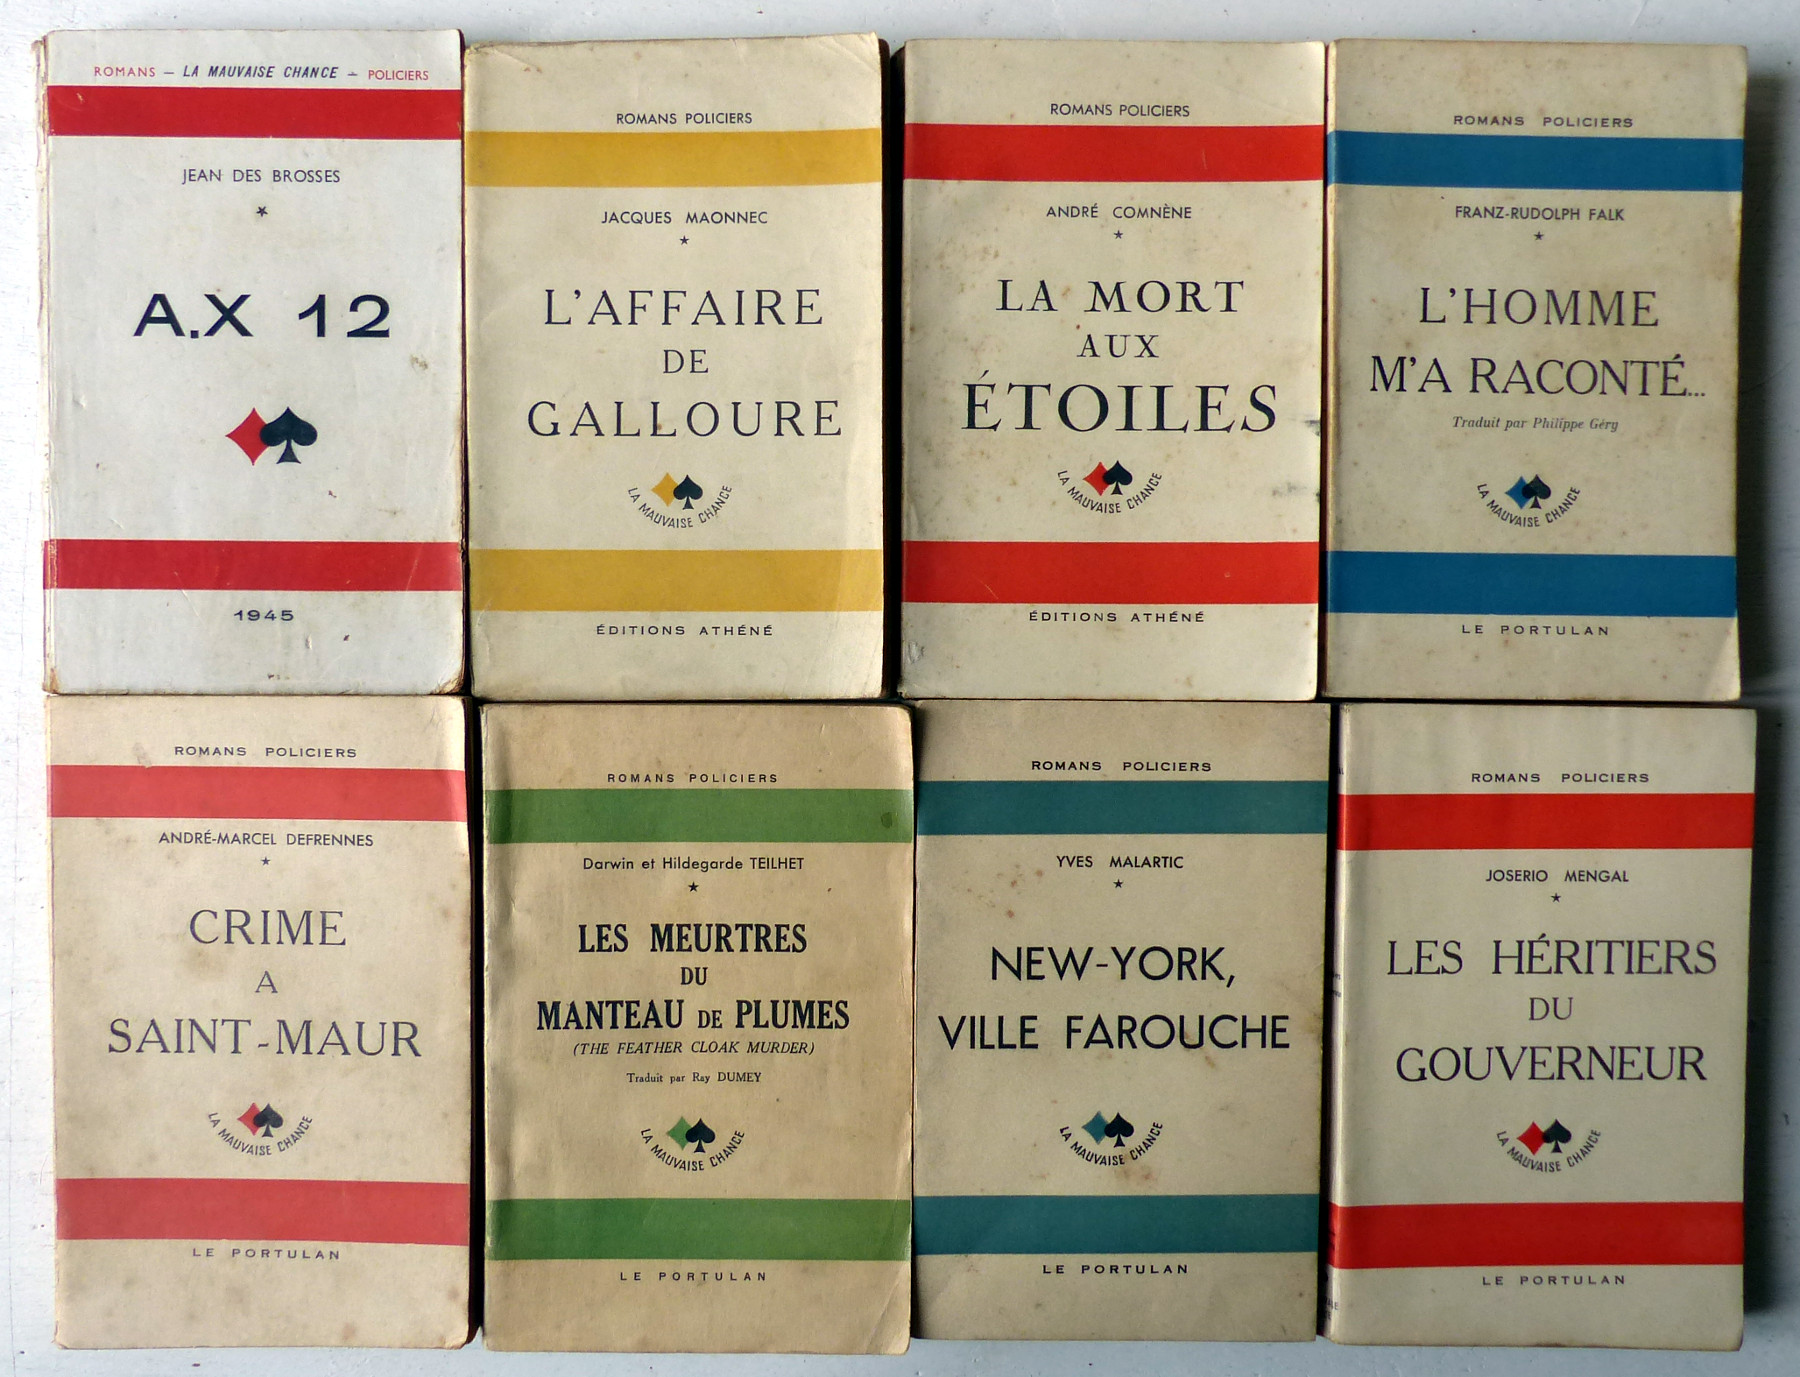 ROMANS – LA MAUVAISE CHANCE – POLICIERS
JEAN DES BROSSES
A.X 12
1945
ROMANS POLICIERS
JACQUES MAONNEC
L'AFFAIRE
DE
GALLOURE
LA MAUVAISE CHANCE
ÉDITIONS ATHÉNÉ
ROMANS POLICIERS
ANDRÉ COMNÈNE
LA MORT
AUX
ÉTOILES
LA MAUVAISE CHANCE
ÉDITIONS ATHÉNÉ
ROMANS POLICIERS
FRANZ-RUDOLPH FALK
L'HOMME
M'A RACONTÉ...
Traduit par Philippe Géry
LA MAUVAISE CHANCE
LE PORTULAN
ROMANS POLICIERS
ANDRÉ-MARCEL DEFRENNES
CRIME
A
SAINT-MAUR
LA MAUVAISE CHANCE
LE PORTULAN
ROMANS POLICIERS
Darwin et Hildegarde TEILHET
LES MEURTRES
DU
MANTEAU DE PLUMES
(THE FEATHER CLOAK MURDER)
Traduit par Ray DUMEY
LA MAUVAISE CHANCE
LE PORTULAN
ROMANS POLICIERS
YVES MALARTIC
NEW-YORK,
VILLE FAROUCHE
LA MAUVAISE CHANCE
LE PORTULAN
ROMANS POLICIERS
JOSERIO MENGAL
LES HÉRITIERS
DU
GOUVERNEUR
LA MAUVAISE CHANCE
LE PORTULAN